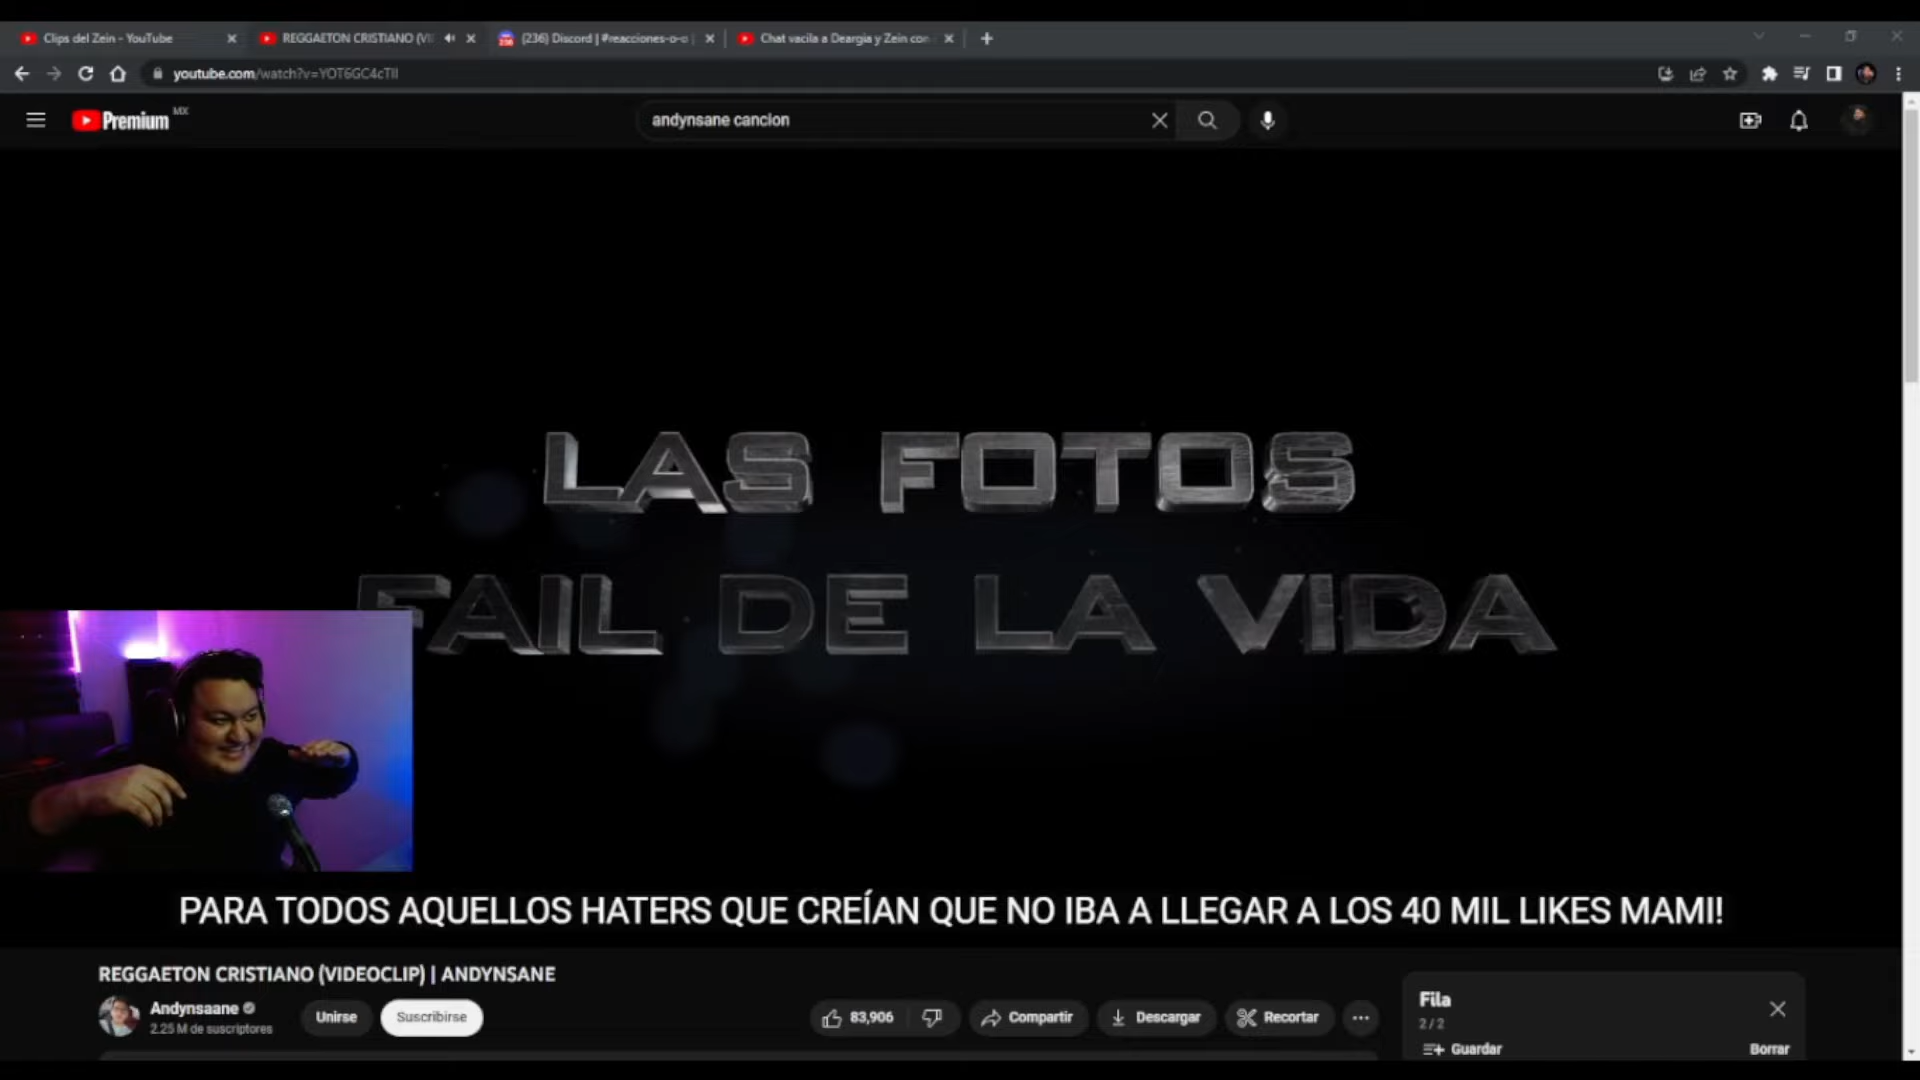 Clips del Zein - YouTube
REGGAETON CRISTIANO (VI
(236) Discord | #reacciones-o-o |
Chat vacila a Deargia y Zein con
youtube.com/watch?v=YOT6GC4cTlI
Premium MX
andynsane cancion
LAS FOTOS
FAIL DE LA VIDA
PARA TODOS AQUELLOS HATERS QUE CREÍAN QUE NO IBA A LLEGAR A LOS 40 MIL LIKES MAMI!
REGGAETON CRISTIANO (VIDEOCLIP) | ANDYNSANE
Andynsaane
2.25 M de suscriptores
Unirse
Suscribirse
83,906
Compartir
Descargar
Recortar
Fila
2 / 2
Guardar
Borrar